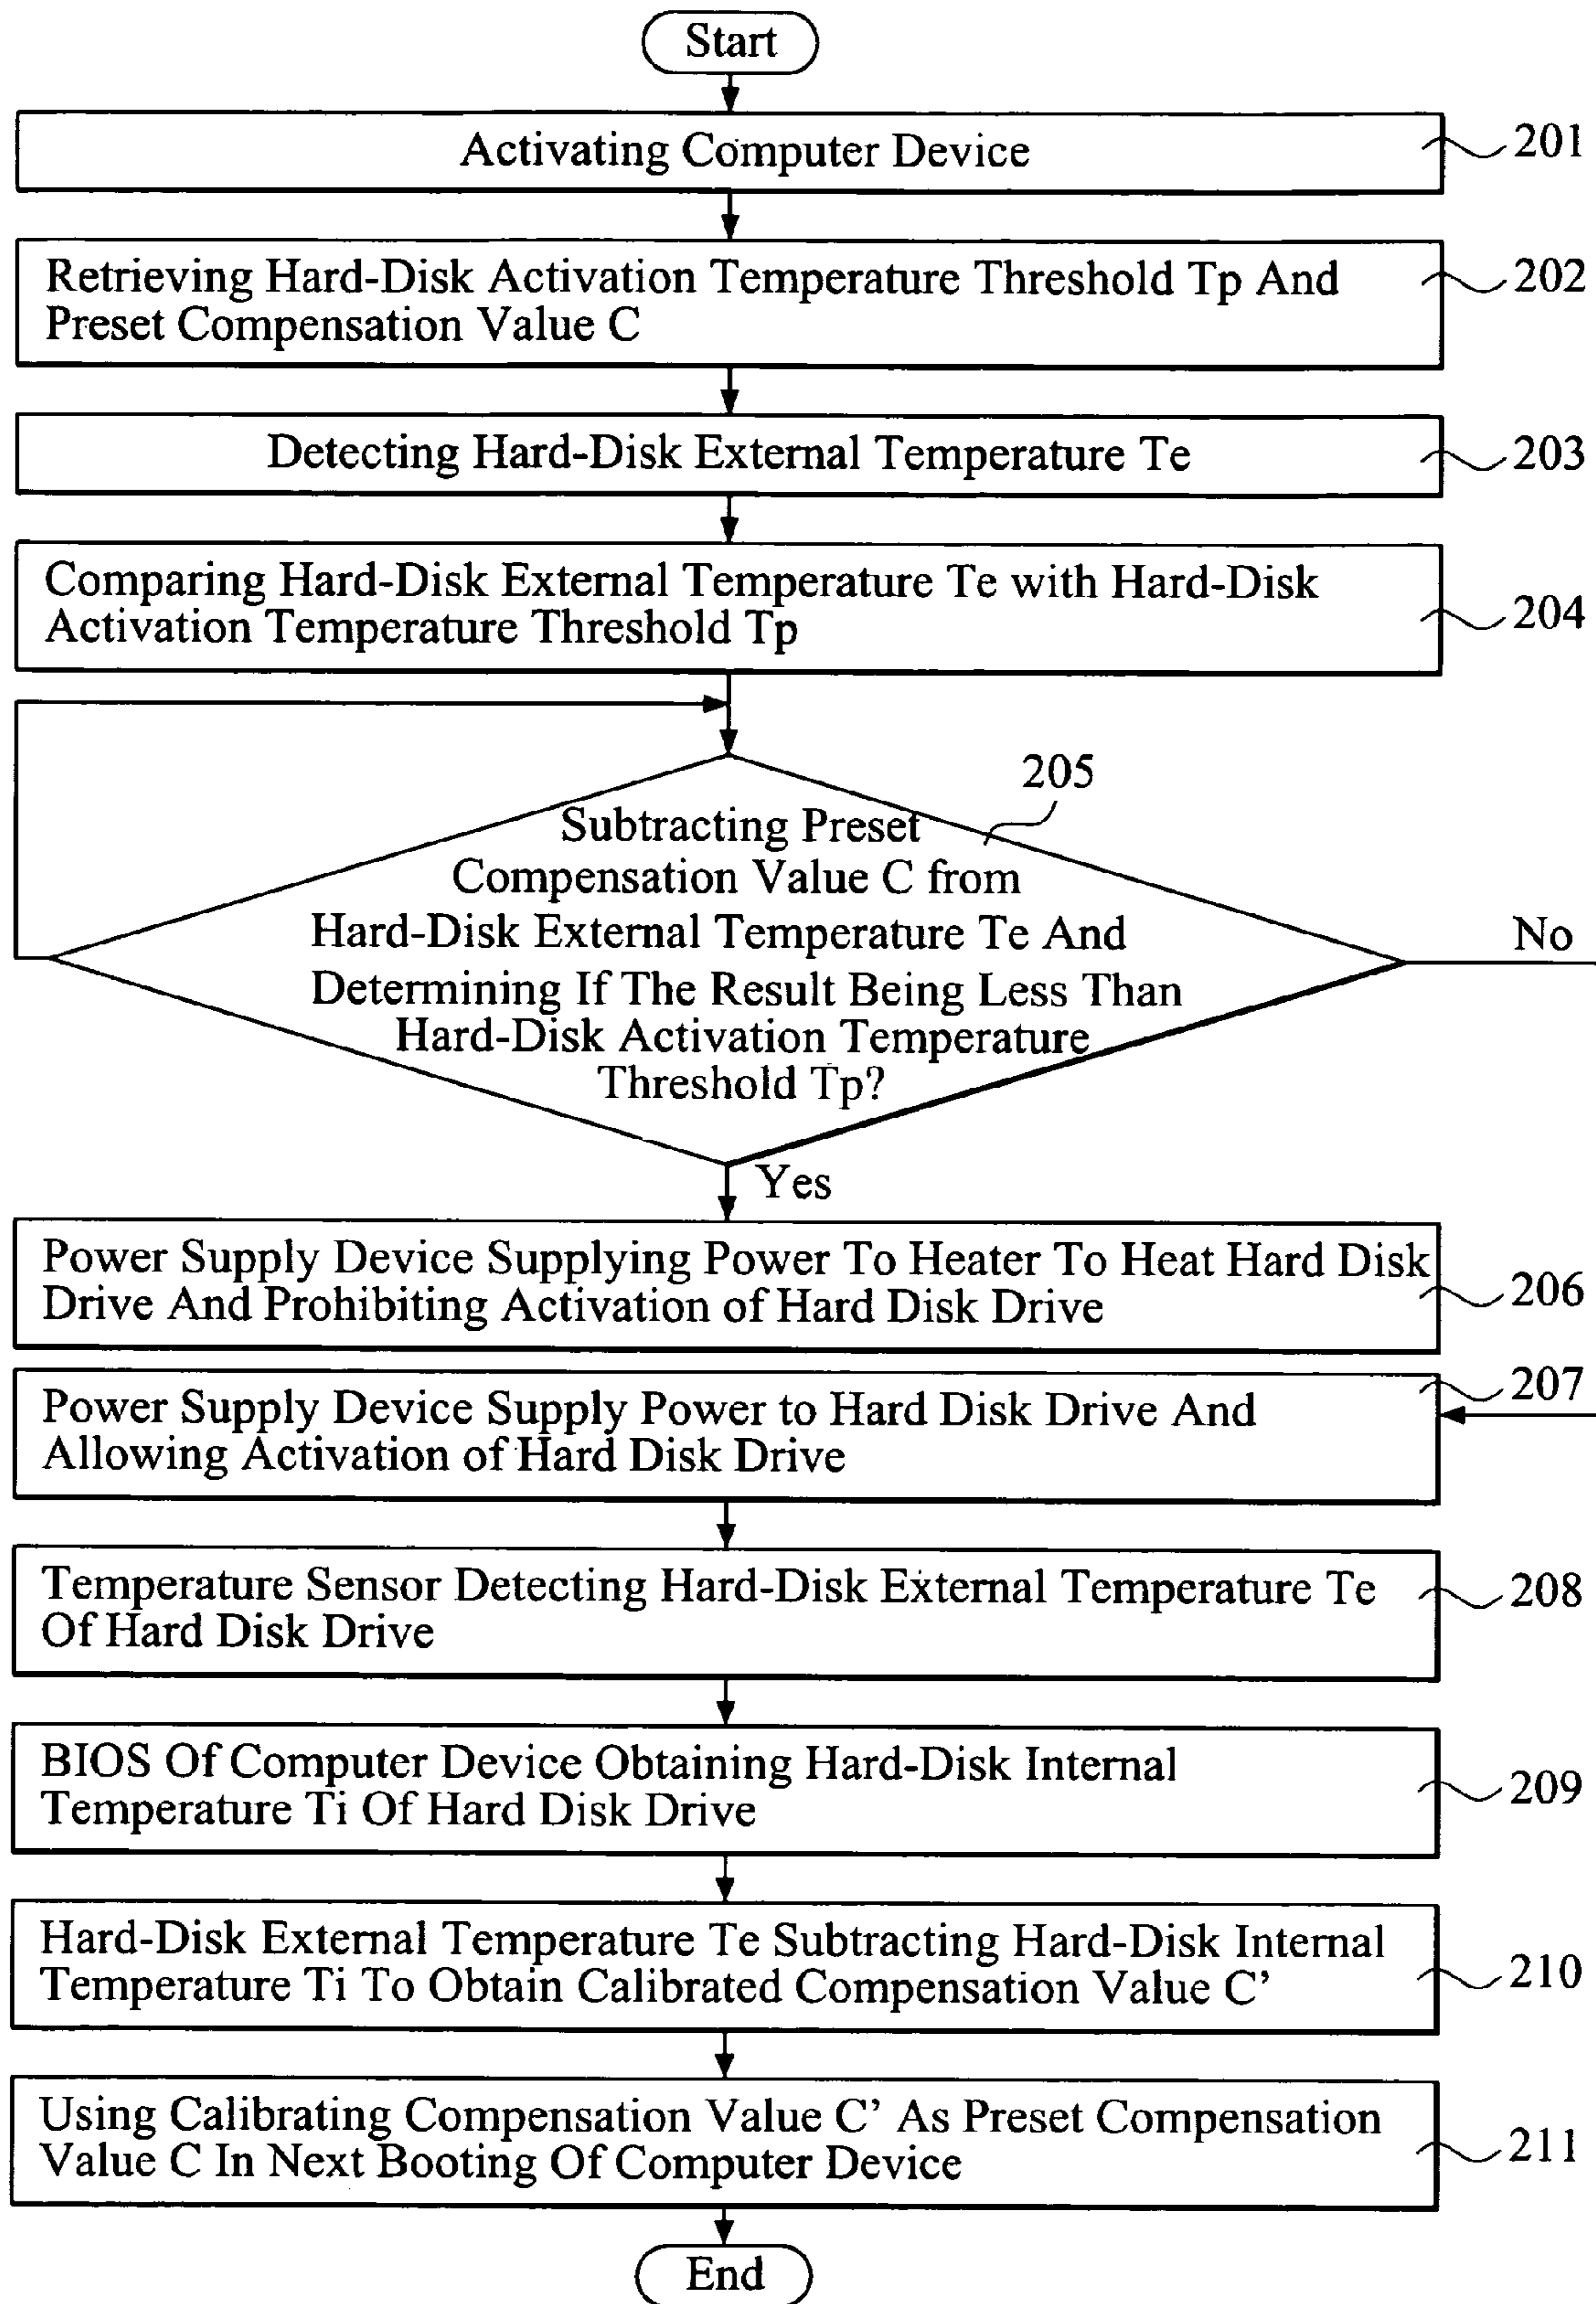 Start
Activating Computer Device
201
Retrieving Hard-Disk Activation Temperature Threshold Tp And
Preset Compensation Value C
202
Detecting Hard-Disk External Temperature Te
203
Comparing Hard-Disk External Temperature Te with Hard-Disk
Activation Temperature Threshold Tp
204
205
Subtracting Preset
Compensation Value C from
Hard-Disk External Temperature Te And
Determining If The Result Being Less Than
Hard-Disk Activation Temperature
Threshold Tp?
No
Yes
Power Supply Device Supplying Power To Heater To Heat Hard Disk
Drive And Prohibiting Activation of Hard Disk Drive
206
Power Supply Device Supply Power to Hard Disk Drive And
Allowing Activation of Hard Disk Drive
207
Temperature Sensor Detecting Hard-Disk External Temperature Te
Of Hard Disk Drive
208
BIOS Of Computer Device Obtaining Hard-Disk Internal
Temperature Ti Of Hard Disk Drive
209
Hard-Disk External Temperature Te Subtracting Hard-Disk Internal
Temperature Ti To Obtain Calibrated Compensation Value C'
210
Using Calibrating Compensation Value C' As Preset Compensation
Value C In Next Booting Of Computer Device
211
End